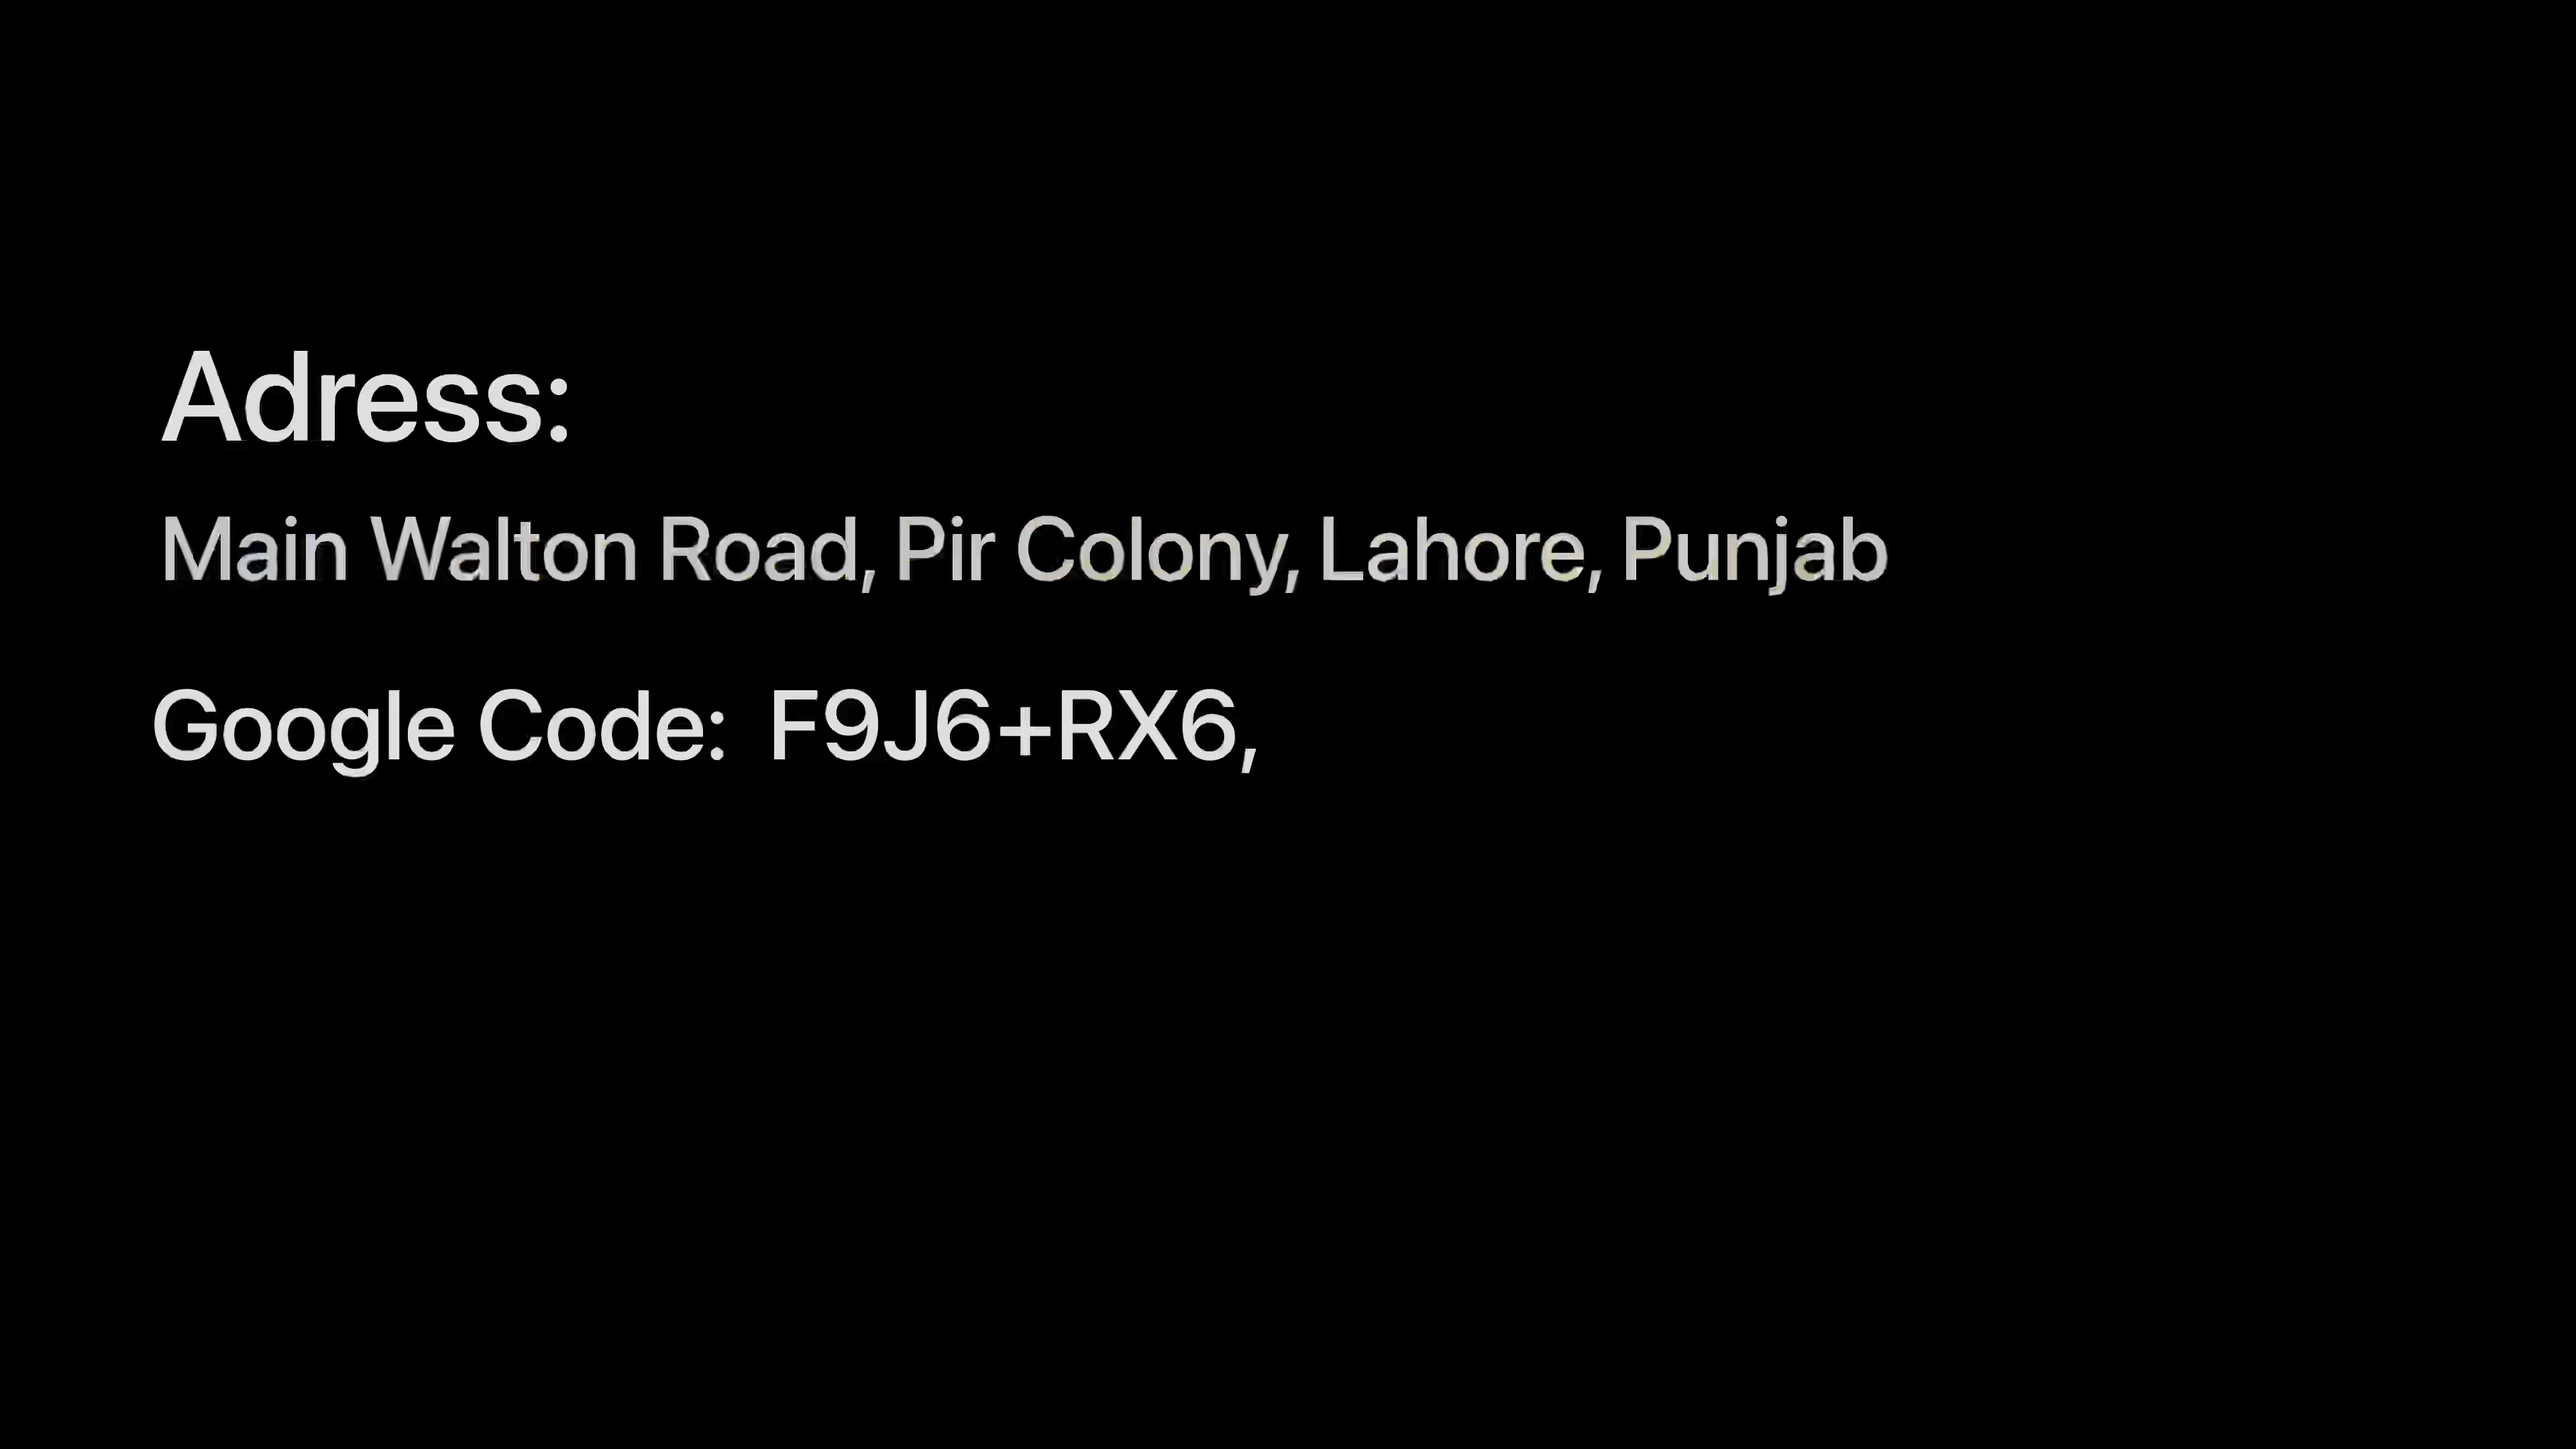 Adress:
Main Walton Road, Pir Colony, Lahore, Punjab
Google Code: F9J6+RX6,